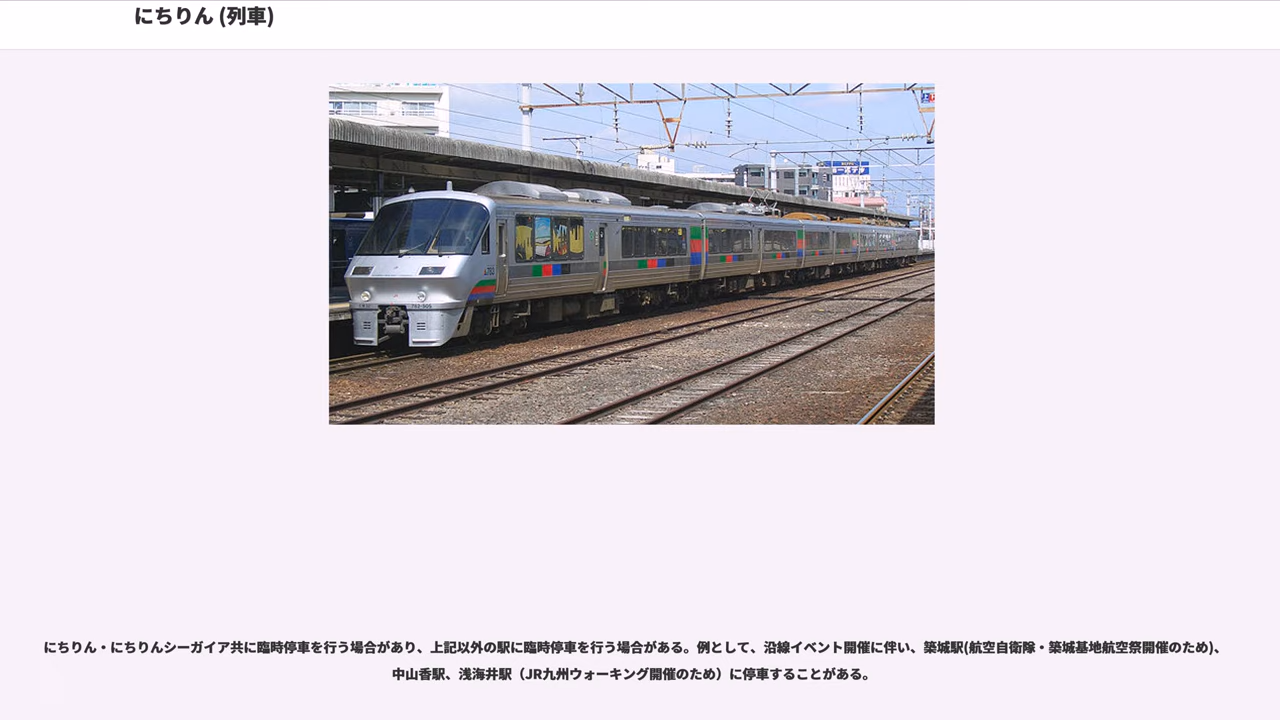 にちりん (列車)
にちりん・にちりんシーガイア共に臨時停車を行う場合があり、上記以外の駅に臨時停車を行う場合がある。例として、沿線イベント開催に伴い、築城駅(航空自衛隊・築城基地航空祭開催のため)、
中山香駅、浅海井駅（JR九州ウォーキング開催のため）に停車することがある。